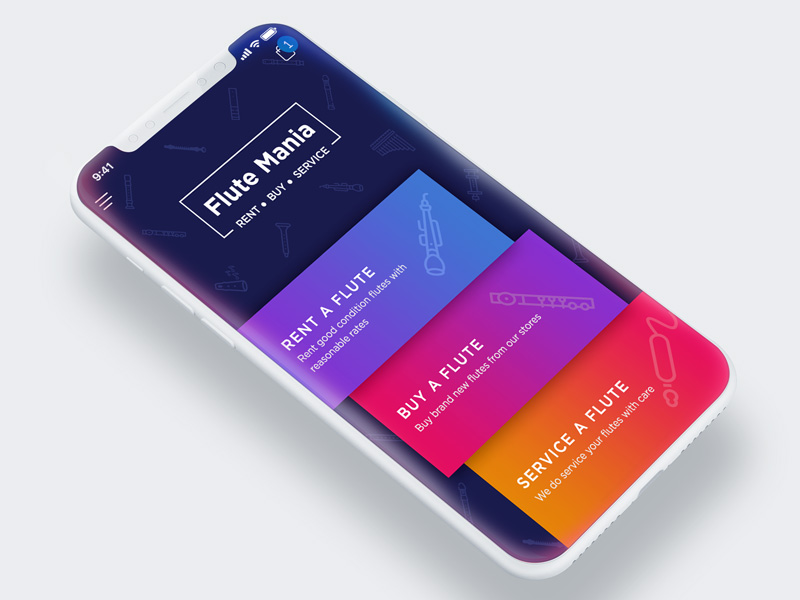 9:41
1
Flute Mania
RENT • BUY • SERVICE
RENT A FLUTE
Rent good condition flutes with
reasonable rates
BUY A FLUTE
Buy brand new flutes from our stores
SERVICE A FLUTE
We do service your flutes with care